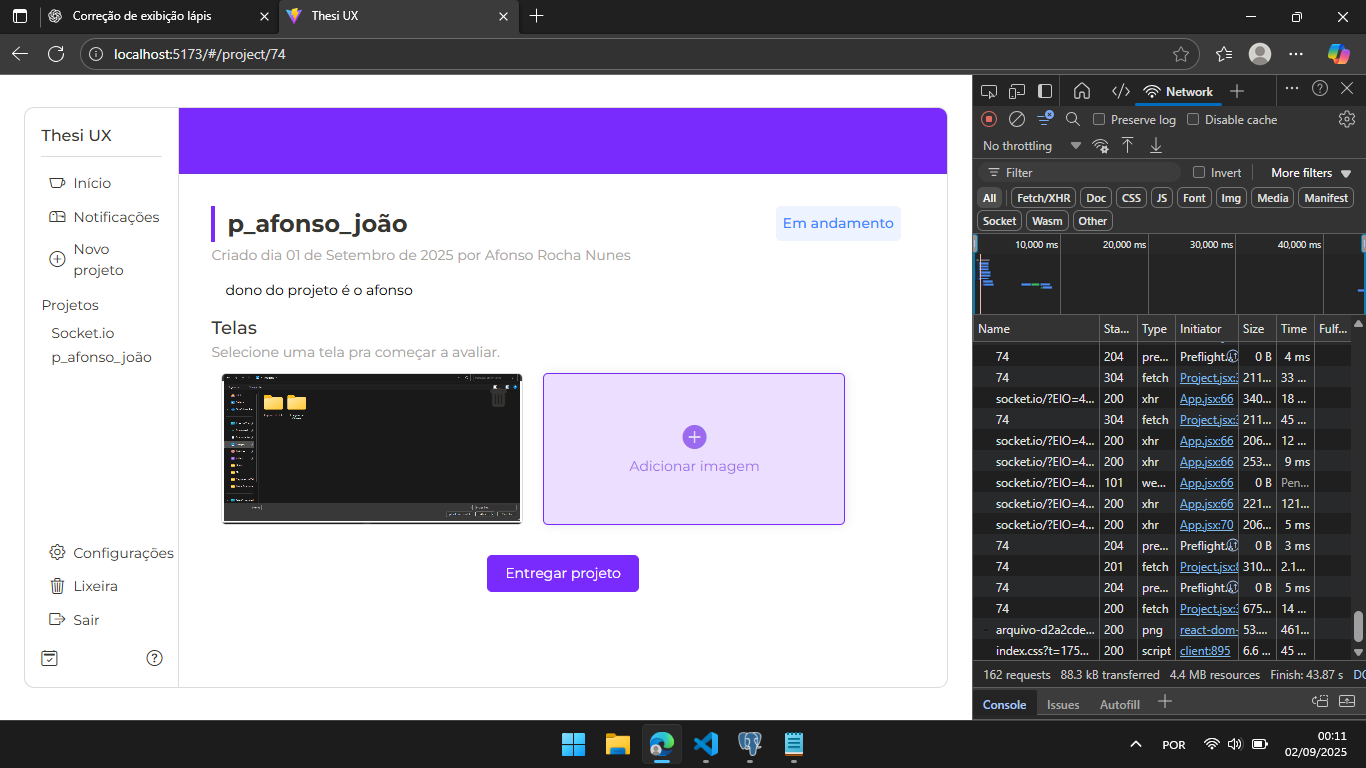 Correção de exibição lápis
Thesi UX
localhost:5173/#/project/74
Thesi UX
Início
Notificações
Novo
projeto
Projetos
Socket.io
p_afonso_joão
Configurações
Lixeira
Sair
p_afonso_joão
Em andamento
Criado dia 01 de Setembro de 2025 por Afonso Rocha Nunes
dono do projeto é o afonso
Telas
Selecione uma tela pra começar a avaliar.
Adicionar imagem
Entregar projeto
Network
Preserve log
Disable cache
No throttling
Filter
Invert
More filters
All
Fetch/XHR
Doc
CSS
JS
Font
Img
Media
Manifest
Socket
Wasm
Other
10,000 ms
20,000 ms
30,000 ms
40,000 ms
Name Sta... Type Initiator Size Time Fulf...
74 204 pre... Preflight 0 B 4 ms
74 304 fetch Project.jsx:3 211... 33 ...
socket.io/?EIO=4... 200 xhr App.jsx:66 340... 18 ...
74 304 fetch Project.jsx:3 211... 45 ...
socket.io/?EIO=4... 200 xhr App.jsx:66 206... 12 ...
socket.io/?EIO=4... 200 xhr App.jsx:66 253... 9 ms
socket.io/?EIO=4... 101 we... App.jsx:66 0 B Pen...
socket.io/?EIO=4... 200 xhr App.jsx:66 221... 121...
socket.io/?EIO=4... 200 xhr App.jsx:70 206... 5 ms
74 204 pre... Preflight 0 B 3 ms
74 201 fetch Project.jsx:8 310... 2.1...
74 204 pre... Preflight 0 B 5 ms
74 200 fetch Project.jsx:3 675... 14 ...
arquivo-d2a2cde... 200 png react-dom- 53.... 461...
index.css?t=175... 200 script client:895 6.6 ... 45 ...
162 requests 88.3 kB transferred 4.4 MB resources Finish: 43.87 s DO
Console
Issues
Autofill
POR
00:11
02/09/2025